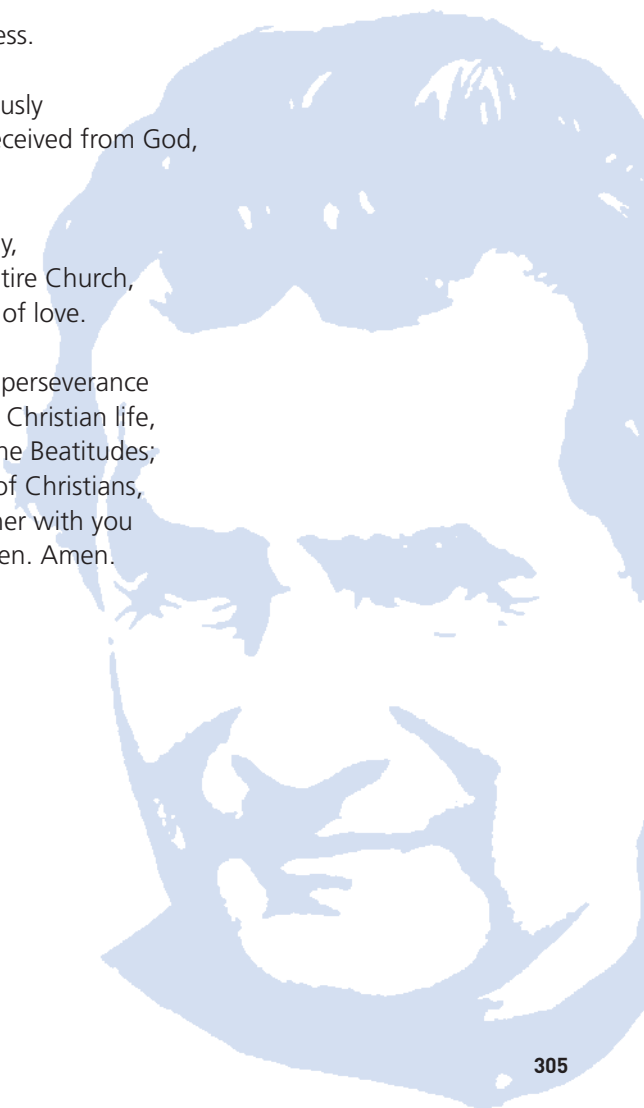 ess.
usly
eceived from God,
y,
tire Church,
of love.
perseverance
Christian life,
he Beatitudes;
of Christians,
her with you
en. Amen.
305